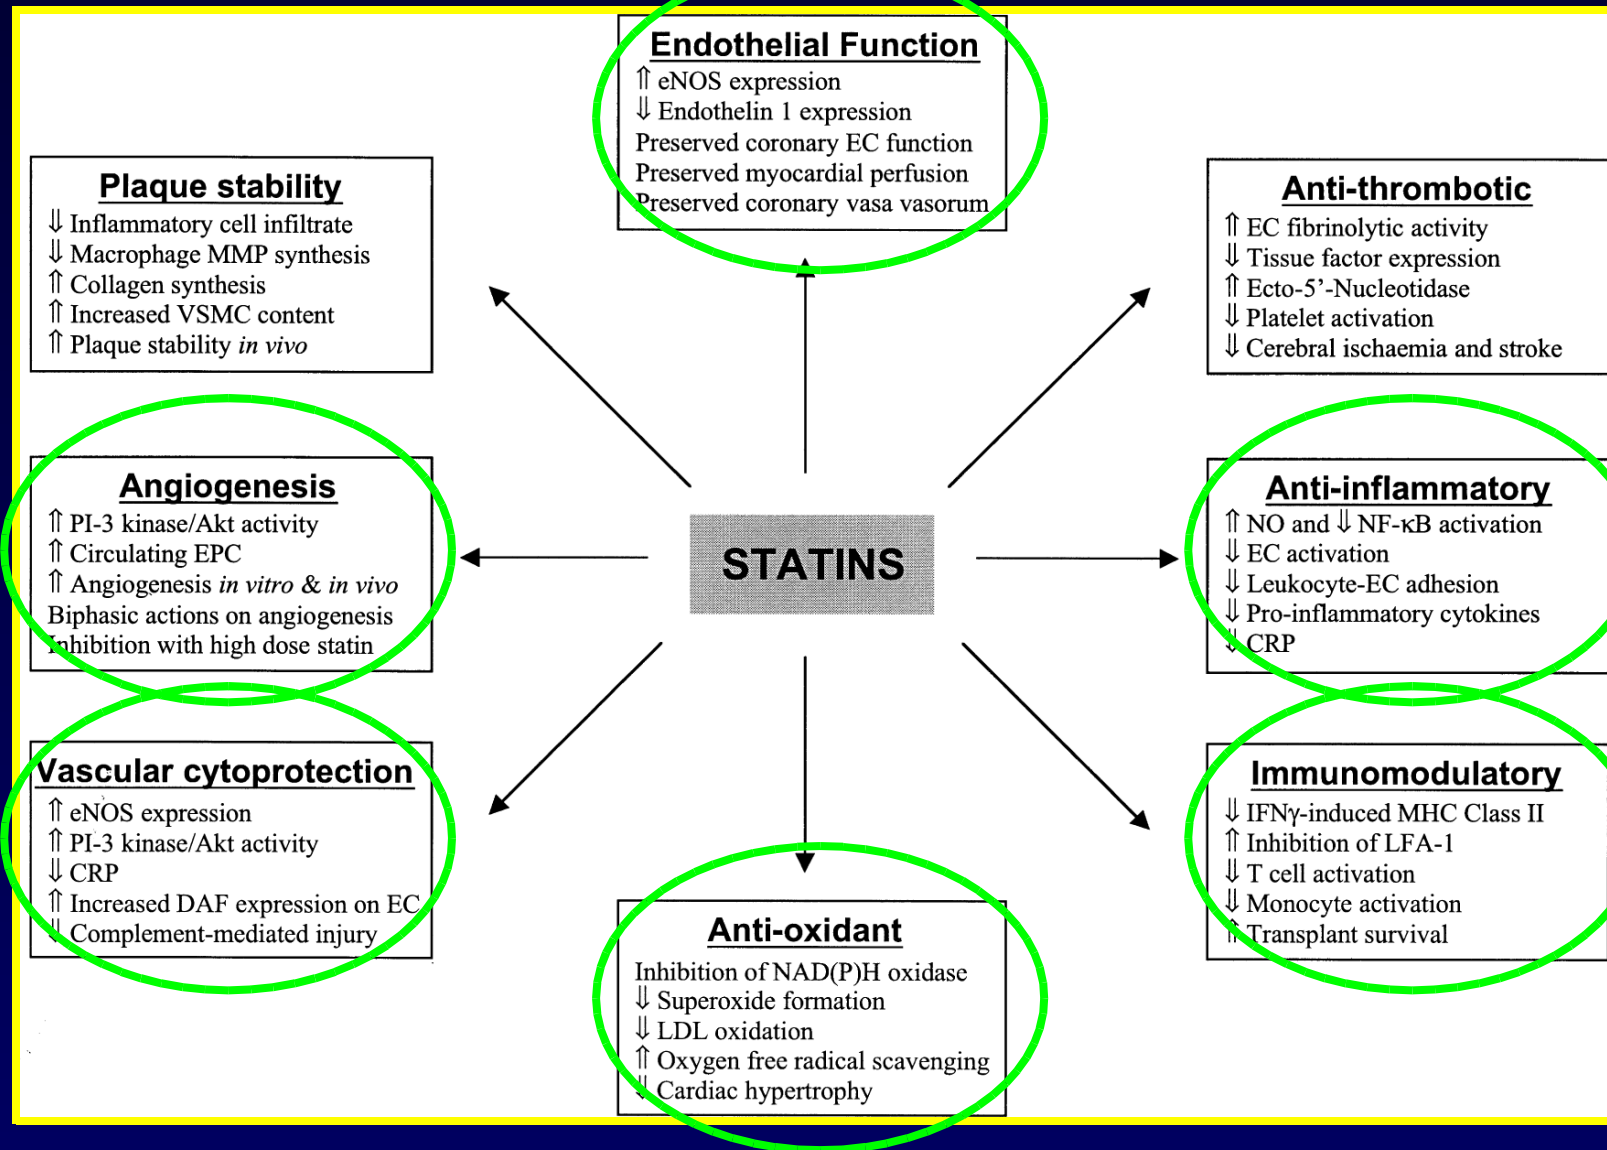 Endothelial Function
⇑ eNOS expression
⇓ Endothelin 1 expression
Preserved coronary EC function
Preserved myocardial perfusion
Preserved coronary vasa vasorum
Plaque stability
⇓ Inflammatory cell infiltrate
⇓ Macrophage MMP synthesis
⇑ Collagen synthesis
⇑ Increased VSMC content
⇑ Plaque stability in vivo
Anti-thrombotic
⇑ EC fibrinolytic activity
⇓ Tissue factor expression
⇑ Ecto-5’-Nucleotidase
⇓ Platelet activation
⇓ Cerebral ischaemia and stroke
Angiogenesis
⇑ PI-3 kinase/Akt activity
⇑ Circulating EPC
⇑ Angiogenesis in vitro & in vivo
Biphasic actions on angiogenesis
Inhibition with high dose statin
STATINS
Anti-inflammatory
⇑ NO and ⇓ NF-κB activation
⇓ EC activation
⇓ Leukocyte-EC adhesion
⇓ Pro-inflammatory cytokines
⇓ CRP
Vascular cytoprotection
⇑ eNOS expression
⇑ PI-3 kinase/Akt activity
⇓ CRP
⇑ Increased DAF expression on EC
⇓ Complement-mediated injury
Anti-oxidant
Inhibition of NAD(P)H oxidase
⇓ Superoxide formation
⇓ LDL oxidation
⇑ Oxygen free radical scavenging
⇓ Cardiac hypertrophy
Immunomodulatory
⇓ IFNγ-induced MHC Class II
⇑ Inhibition of LFA-1
⇓ T cell activation
⇓ Monocyte activation
⇑ Transplant survival